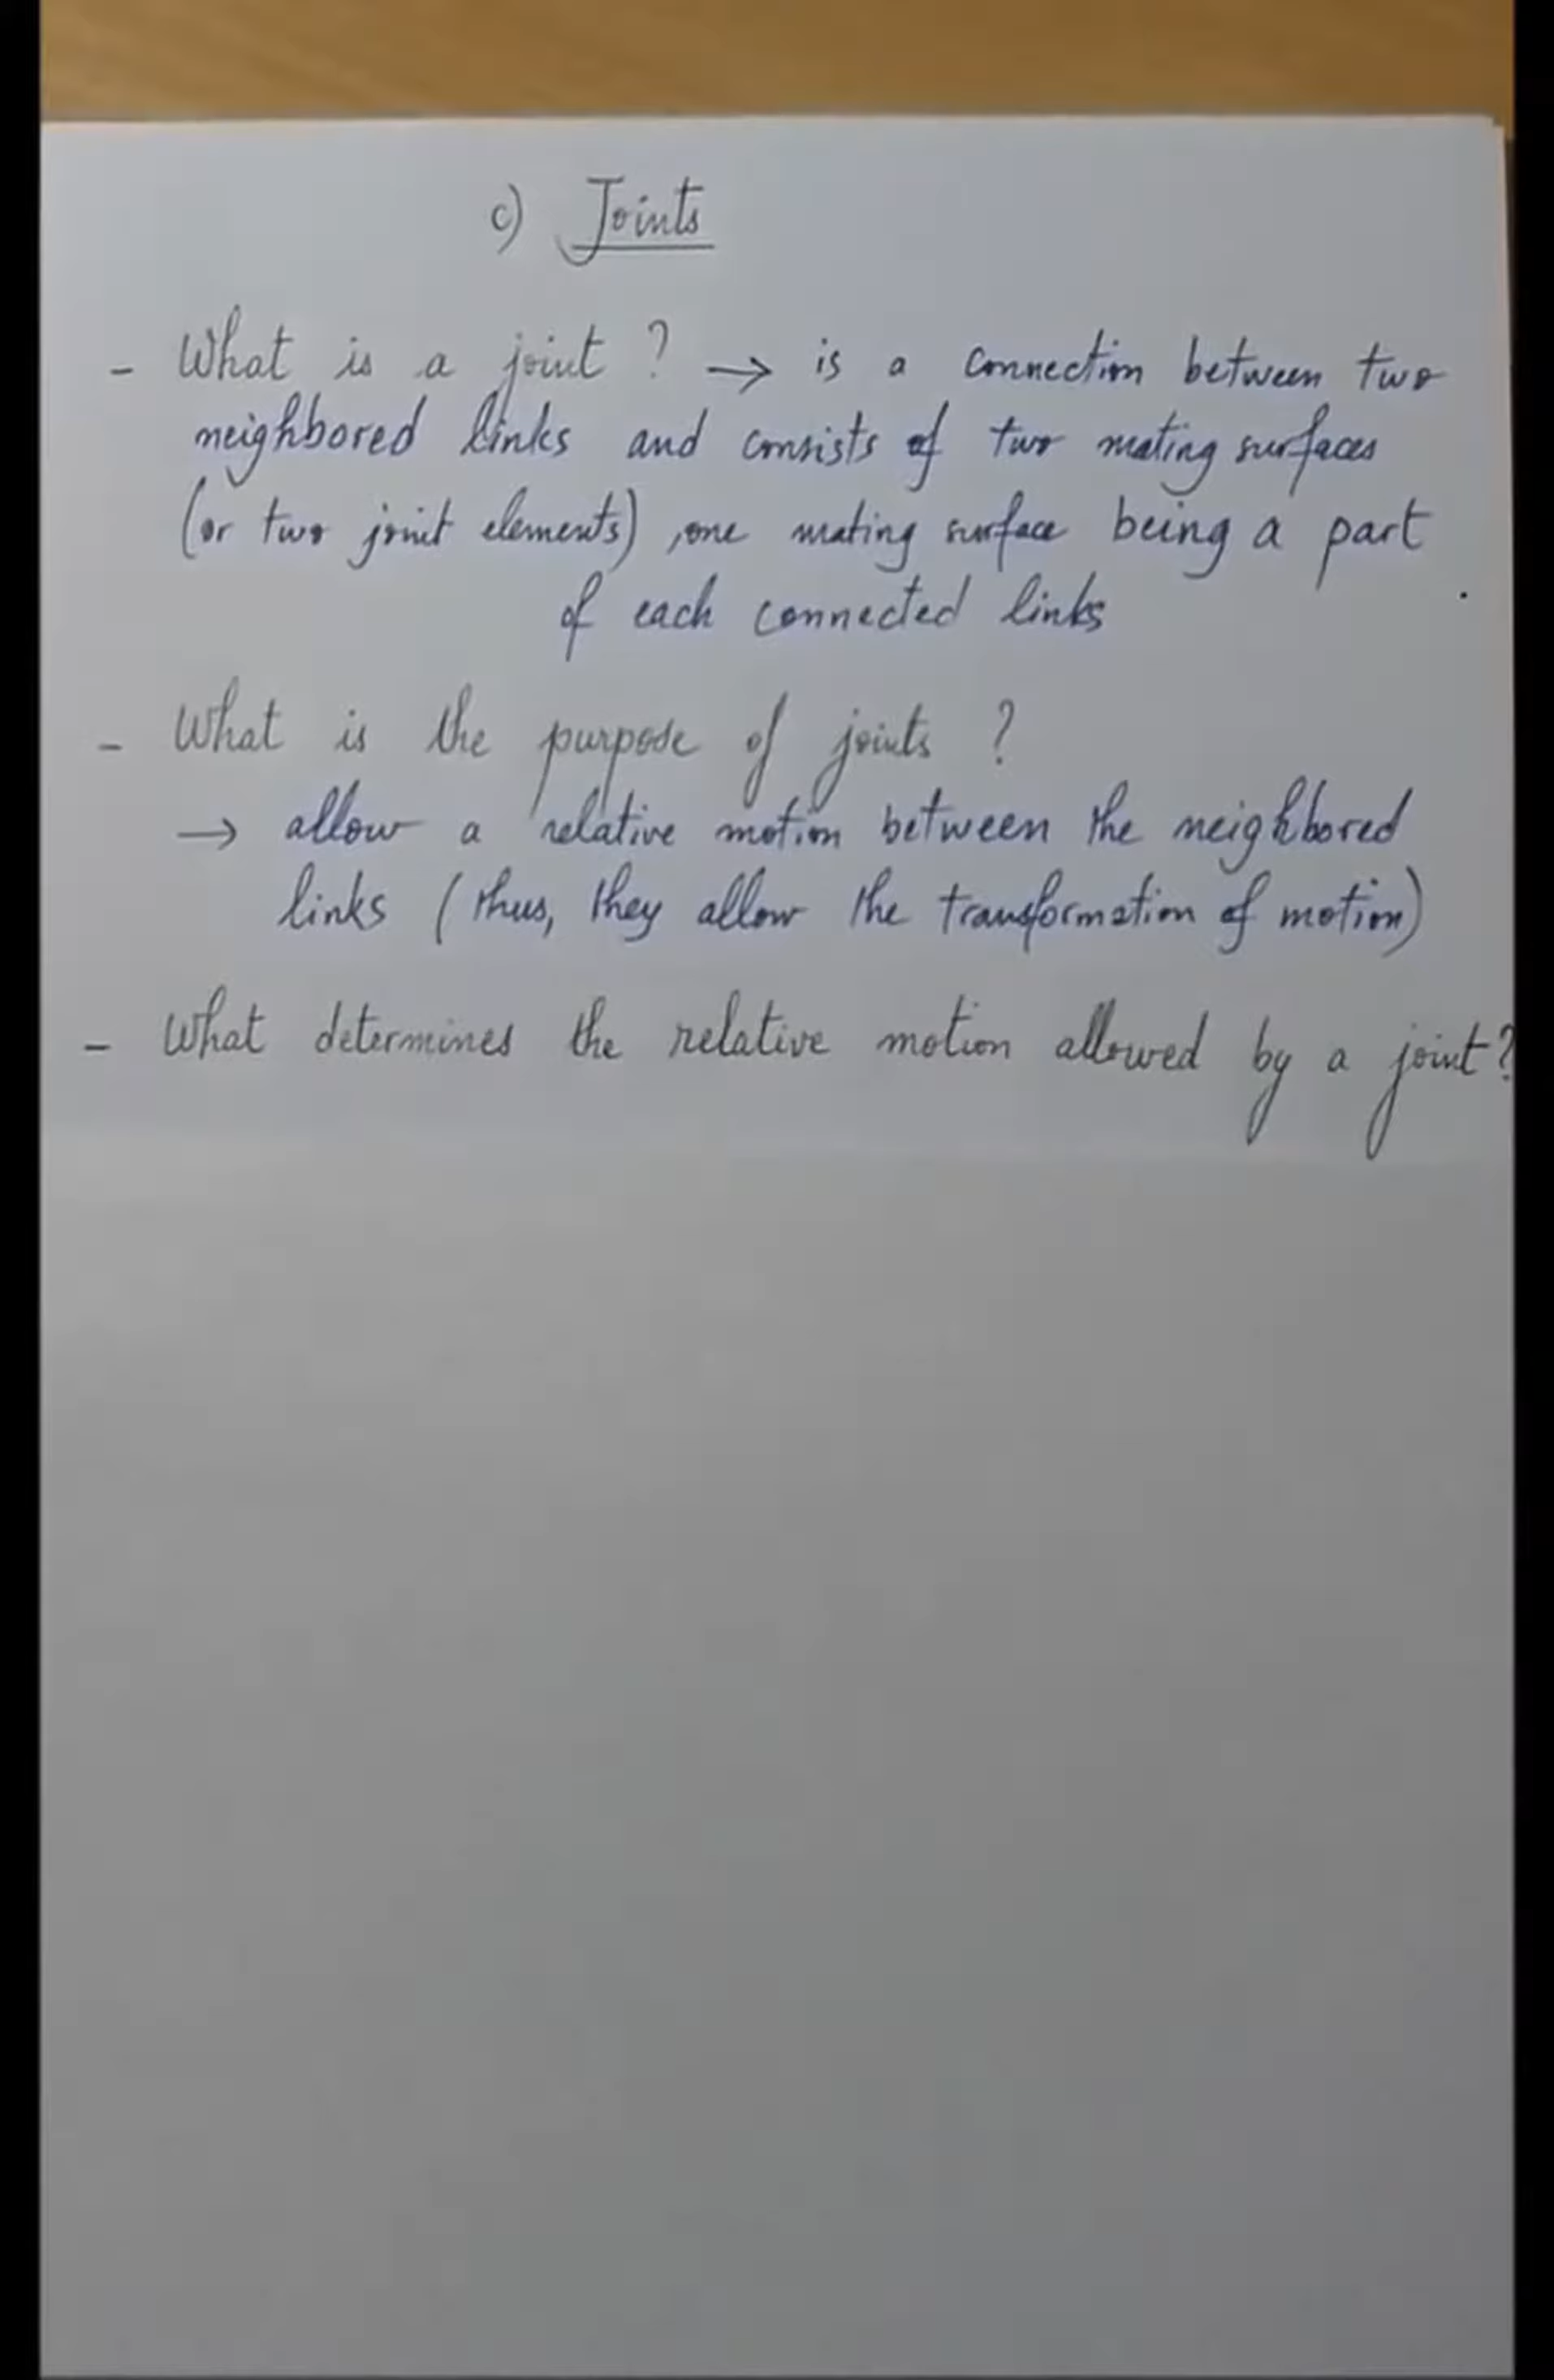 c) Joints
- What is a joint ? → is a connection between two
neighbored links and consists of two mating surfaces
(or two joint elements) , one mating surface being a part
of each connected links
- What is the purpose of joints ?
→ allow a relative motion between the neighbored
links ( thus, they allow the transformation of motion)
- What determines the relative motion allowed by a joint?